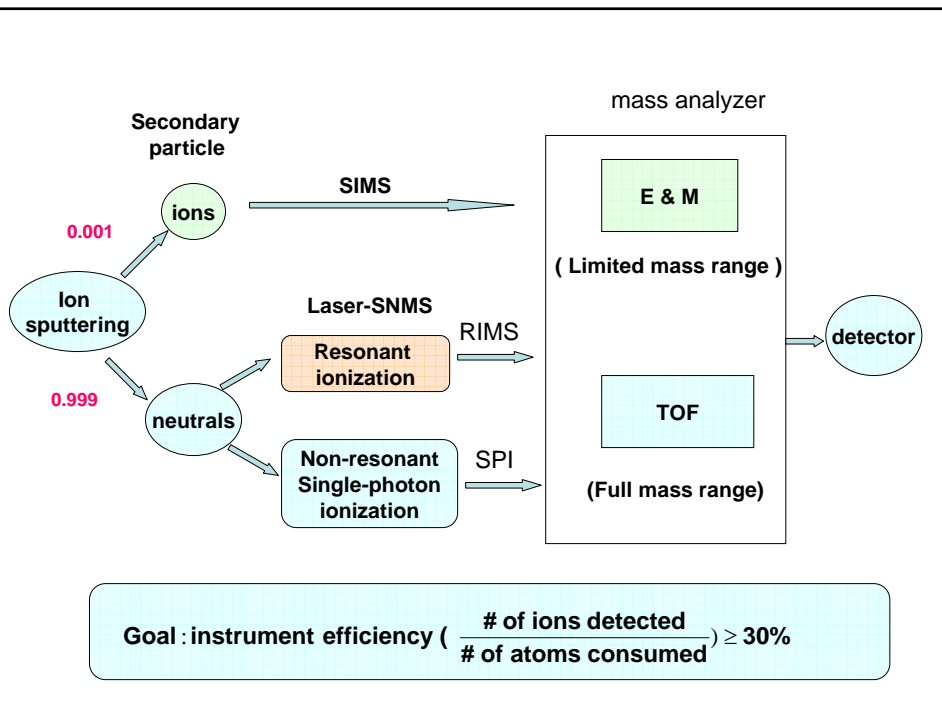 mass analyzer
Secondary
particle
ions
SIMS
E & M
0.001
( Limited mass range )
Ion
sputtering
Laser-SNMS
Resonant
ionization
RIMS
detector
0.999
neutrals
TOF
Non-resonant
Single-photon
ionization
SPI
(Full mass range)
Goal : instrument efficiency ( # of ions detected / # of atoms consumed ) ≥ 30%